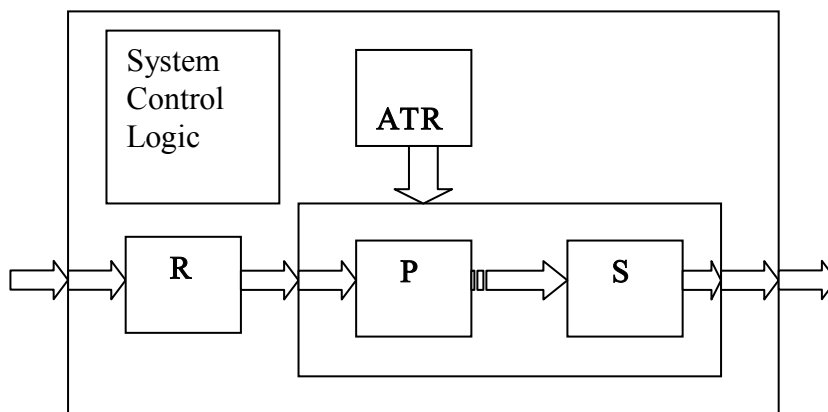 System
Control
Logic
ATR
R
P
S